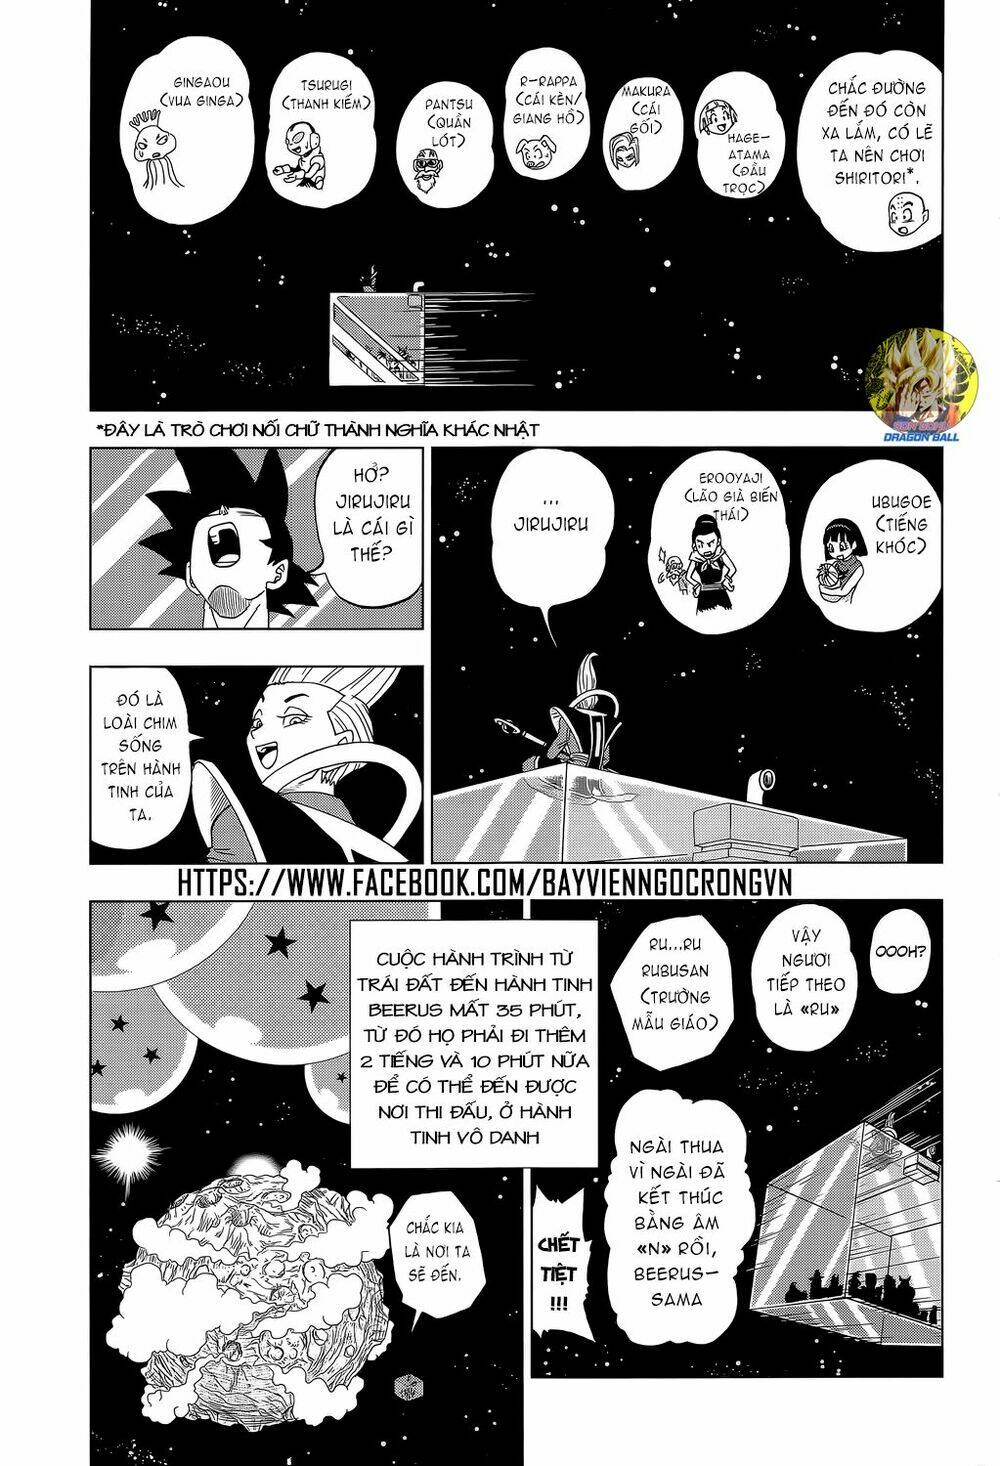 CHẮC ĐƯỜNG
ĐẾN ĐÓ CÒN
XA LẮM, CÓ LẼ
TA NÊN CHƠI
SHIRITORI*.
HAGE-
ATAMA
(ĐẦU
TRỌC)
MAKURA
(CÁI
GỐI)
R-RAPPA
(CÁI KÈN/
GIANG HỒ)
PANTSU
(QUẦN
LÓT)
TSURUGI
(THANH KIẾM)
GINGAOU
(VUA GINGA)
DRAGON BALL
*ĐÂY LÀ TRÒ CHƠI NỐI CHỮ THÀNH NGHĨA KHÁC NHẬT
UBUGOE
(TIẾNG
KHÓC)
EROOYAJI
(LÃO GIÀ BIẾN
THÁI)
...
JIRUJIRU
HỞ?
JIRUJIRU
LÀ CÁI GÌ
THẾ?
ĐÓ LÀ
LOÀI CHIM
SỐNG
TRÊN HÀNH
TINH CỦA
TA.
HTTPS://WWW.FACEBOOK.COM/BAYVIENNGOCRONGVN
OOOH?
VẬY
NGƯƠI
TIẾP THEO
LÀ «RU»
RU...RU
RUBUSAN
(TRƯỜNG
MẪU GIÁO)
NGÀI THUA
VÌ NGÀI ĐÃ
KẾT THÚC
BẰNG ÂM
«N» RỒI,
BEERUS-
SAMA
CHẾT
TIỆT
!!!
CUỘC HÀNH TRÌNH TỪ
TRÁI ĐẤT ĐẾN HÀNH TINH
BEERUS MẤT 35 PHÚT,
TỪ ĐÓ HỌ PHẢI ĐI THÊM
2 TIẾNG VÀ 10 PHÚT NỮA
ĐỂ CÓ THỂ ĐẾN ĐƯỢC
NƠI THI ĐẤU, Ở HÀNH
TINH VÔ DANH
CHẮC KIA
LÀ NƠI TA
SẼ ĐẾN.